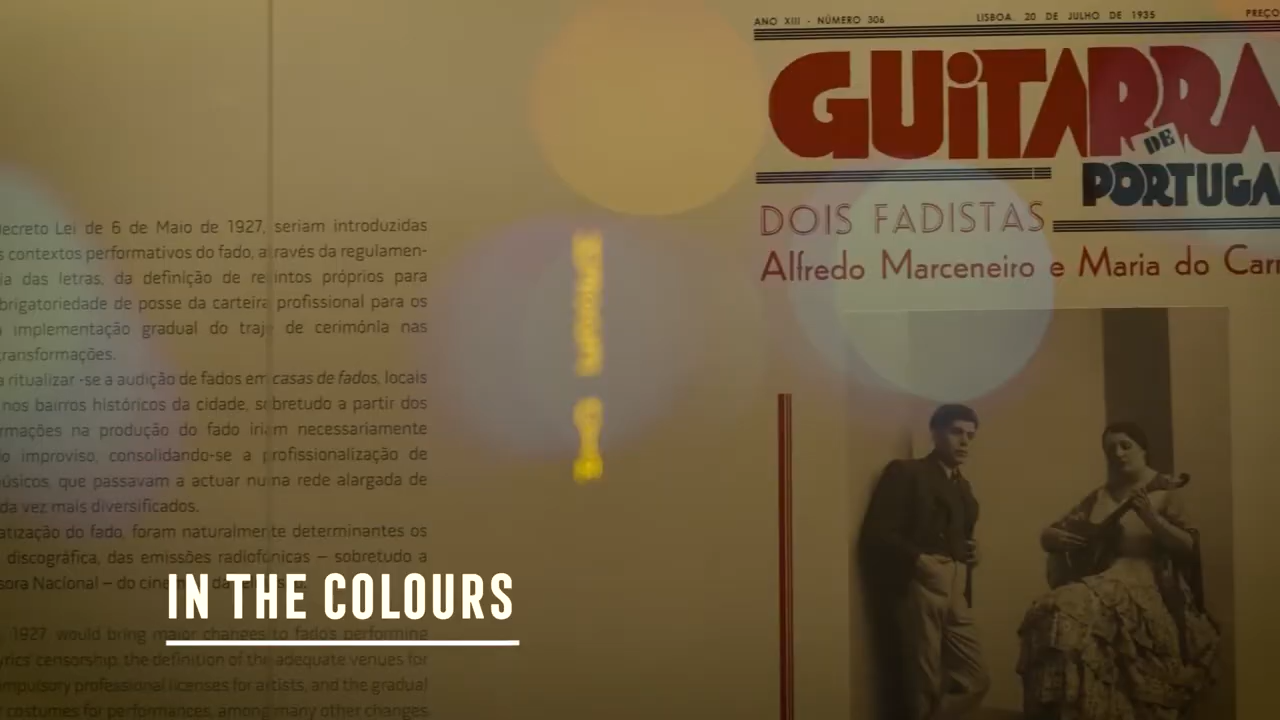 ecreto Lei de 6 de Maio de 1927, seriam introduzidas
s contextos performativos do fado, através da regulamen-
ia das letras, da definição de recintos próprios para
brigatoriedade de posse da carteira profissional para os
implementação gradual do traje de cerimónia nas
ransformações.
a ritualizar-se a audição de fados em casas de fados, locais
nos bairros históricos da cidade, sobretudo a partir dos
rmações na produção do fado iriam necessariamente
o improviso, consolidando-se a profissionalização de
úsicos, que passavam a actuar numa rede alargada de
da vez mais diversificados.
atização do fado, foram naturalmente determinantes os
discográfica, das emissões radiofónicas – sobretudo a
sora Nacional – do
IN THE COLOURS
1927 would bring major changes to fado's performing
yrics censorship, the definition of the adequate venues for
mpulsory professional licenses for artists, and the gradual
costumes for performances, among many other changes
ANO XIII - NÚMERO 306
LISBOA, 20 DE JULHO DE 1935
PREÇO
GUITARRA
DE
PORTUGA
DOIS FADISTAS
Alfredo Marceneiro e Maria do Carm